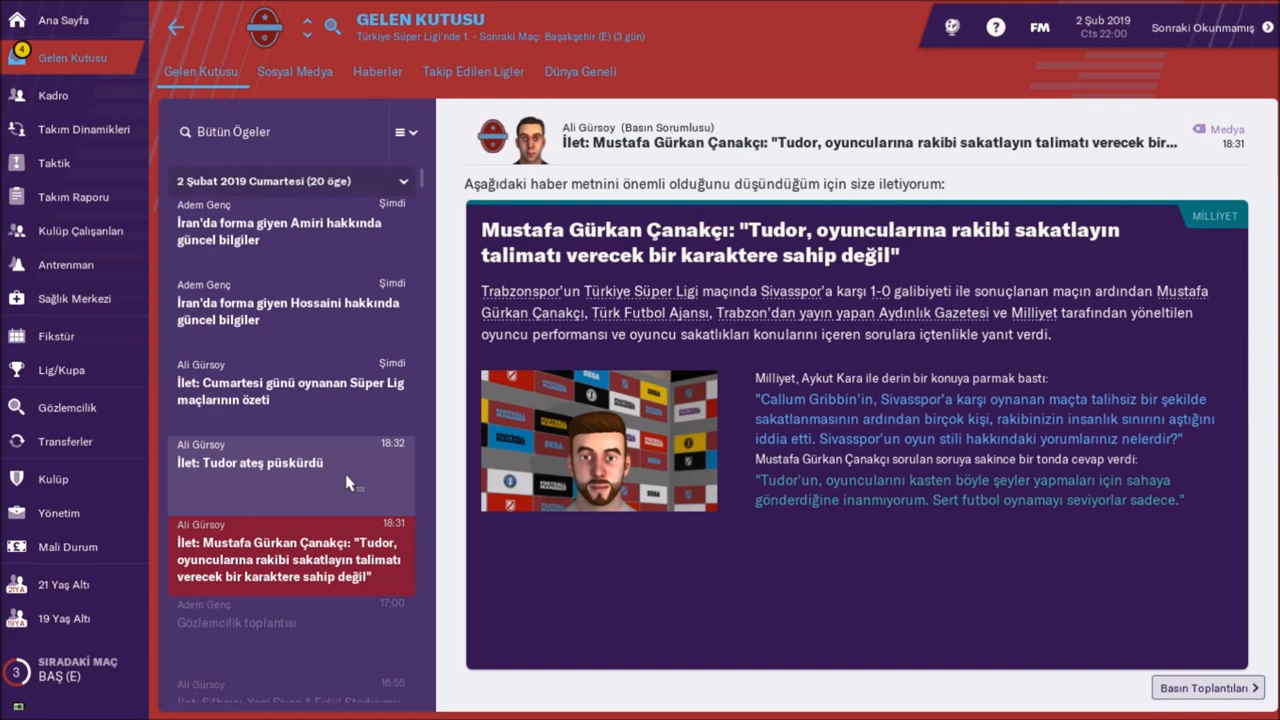 Ana Sayfa
4
Gelen Kutusu
Kadro
Takım Dinamikleri
Taktik
Takım Raporu
Kulüp Çalışanları
Antrenman
Sağlık Merkezi
Fikstür
Lig/Kupa
Gözlemcilik
Transferler
Kulüp
Yönetim
Mali Durum
21YA
21 Yaş Altı
19YA
19 Yaş Altı
3
SIRADAKİ MAÇ
BAŞ (E)
GELEN KUTUSU
Türkiye Süper Ligi'nde 1. - Sonraki Maç: Başakşehir (E) (3 gün)
?
FM
2 Şub 2019
Cts 22:00
Sonraki Okunmamış
Gelen Kutusu
Sosyal Medya
Haberler
Takip Edilen Ligler
Dünya Geneli
Bütün Ögeler
2 Şubat 2019 Cumartesi (20 öge)
Adem Genç Şimdi
İran'da forma giyen Amiri hakkında
güncel bilgiler
Adem Genç Şimdi
İran'da forma giyen Hossaini hakkında
güncel bilgiler
Ali Gürsoy Şimdi
İlet: Cumartesi günü oynanan Süper Lig
maçlarının özeti
Ali Gürsoy 18:32
İlet: Tudor ateş püskürdü
Ali Gürsoy 18:31
İlet: Mustafa Gürkan Çanakçı: "Tudor,
oyuncularına rakibi sakatlayın talimatı
verecek bir karaktere sahip değil"
Adem Genç 17:00
Gözlemcilik toplantısı
Ali Gürsoy 16:55
Ali Gürsoy (Basın Sorumlusu)
Medya
İlet: Mustafa Gürkan Çanakçı: "Tudor, oyuncularına rakibi sakatlayın talimatı verecek bir...
18:31
Aşağıdaki haber metnini önemli olduğunu düşündüğüm için size iletiyorum:
MİLLİYET
Mustafa Gürkan Çanakçı: "Tudor, oyuncularına rakibi sakatlayın
talimatı verecek bir karaktere sahip değil"
Trabzonspor'un Türkiye Süper Ligi maçında Sivasspor'a karşı 1-0 galibiyeti ile sonuçlanan maçın ardından Mustafa
Gürkan Çanakçı, Türk Futbol Ajansı, Trabzon'dan yayın yapan Aydınlık Gazetesi ve Milliyet tarafından yöneltilen
oyuncu performansı ve oyuncu sakatlıkları konularını içeren sorulara içtenlikle yanıt verdi.
SEGA
SEGA
Milliyet, Aykut Kara ile derin bir konuya parmak bastı:
"Callum Gribbin'in, Sivasspor'a karşı oynanan maçta talihsiz bir şekilde
sakatlanmasının ardından birçok kişi, rakibinizin insanlık sınırını aştığını
iddia etti. Sivasspor'un oyun stili hakkındaki yorumlarınız nelerdir?"
Mustafa Gürkan Çanakçı sorulan soruya sakince bir tonda cevap verdi:
"Tudor'un, oyuncularını kasten böyle şeyler yapmaları için sahaya
gönderdiğine inanmıyorum. Sert futbol oynamayı seviyorlar sadece."
Basın Toplantıları